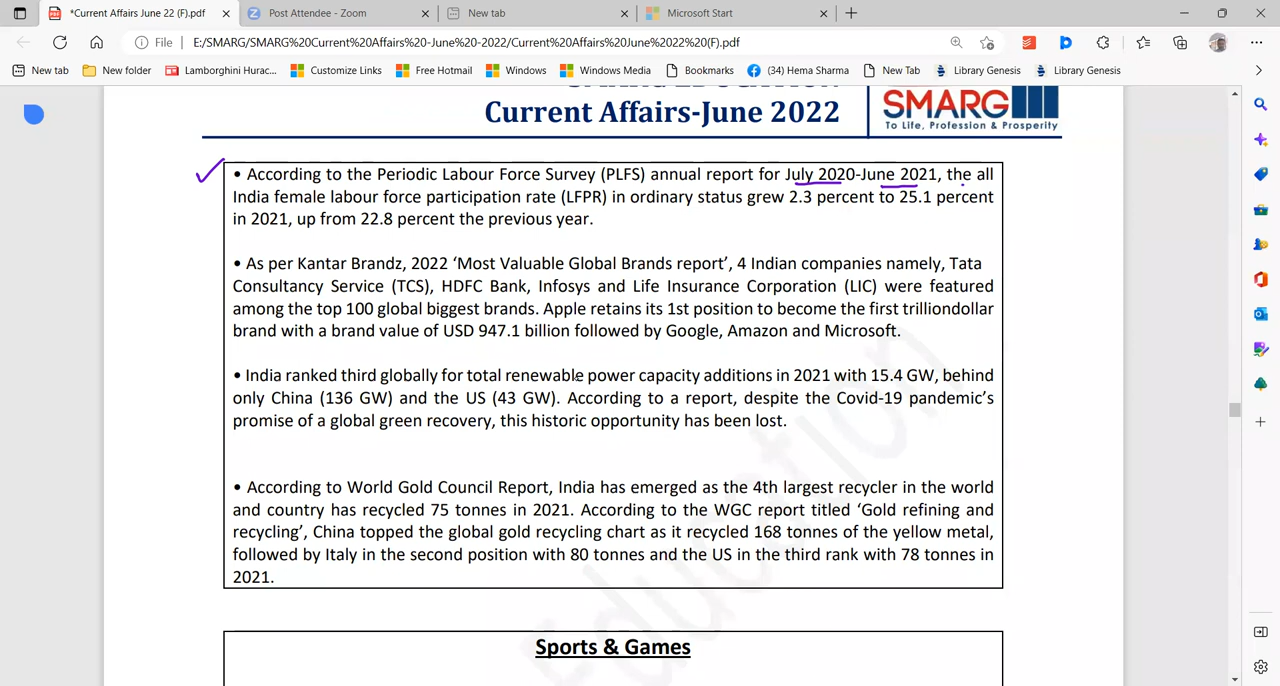 *Current Affairs June 22 (F).pdf
Post Attendee - Zoom
New tab
Microsoft Start
File
E:/SMARG/SMARG%20Current%20Affairs%20-June%20-2022/Current%20Affairs%20June%2022%20(F).pdf
New tab
New folder
Lamborghini Hurac...
Customize Links
Free Hotmail
Windows
Windows Media
Bookmarks
(34) Hema Sharma
New Tab
Library Genesis
Library Genesis
Current Affairs-June 2022
SMARG
To Life, Profession & Prosperity
• According to the Periodic Labour Force Survey (PLFS) annual report for July 2020-June 2021, the all
India female labour force participation rate (LFPR) in ordinary status grew 2.3 percent to 25.1 percent
in 2021, up from 22.8 percent the previous year.
• As per Kantar Brandz, 2022 ‘Most Valuable Global Brands report’, 4 Indian companies namely, Tata
Consultancy Service (TCS), HDFC Bank, Infosys and Life Insurance Corporation (LIC) were featured
among the top 100 global biggest brands. Apple retains its 1st position to become the first trilliondollar
brand with a brand value of USD 947.1 billion followed by Google, Amazon and Microsoft.
• India ranked third globally for total renewable power capacity additions in 2021 with 15.4 GW, behind
only China (136 GW) and the US (43 GW). According to a report, despite the Covid-19 pandemic’s
promise of a global green recovery, this historic opportunity has been lost.
• According to World Gold Council Report, India has emerged as the 4th largest recycler in the world
and country has recycled 75 tonnes in 2021. According to the WGC report titled ‘Gold refining and
recycling’, China topped the global gold recycling chart as it recycled 168 tonnes of the yellow metal,
followed by Italy in the second position with 80 tonnes and the US in the third rank with 78 tonnes in
2021.
Education
Sports & Games